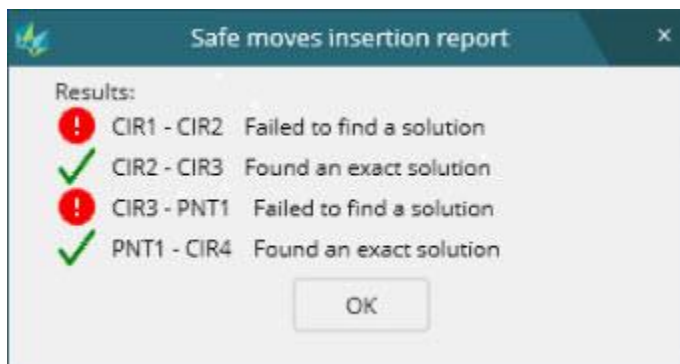 Safe moves insertion report
Results:
CIR1 - CIR2 Failed to find a solution
CIR2 - CIR3 Found an exact solution
CIR3 - PNT1 Failed to find a solution
PNT1 - CIR4 Found an exact solution
OK